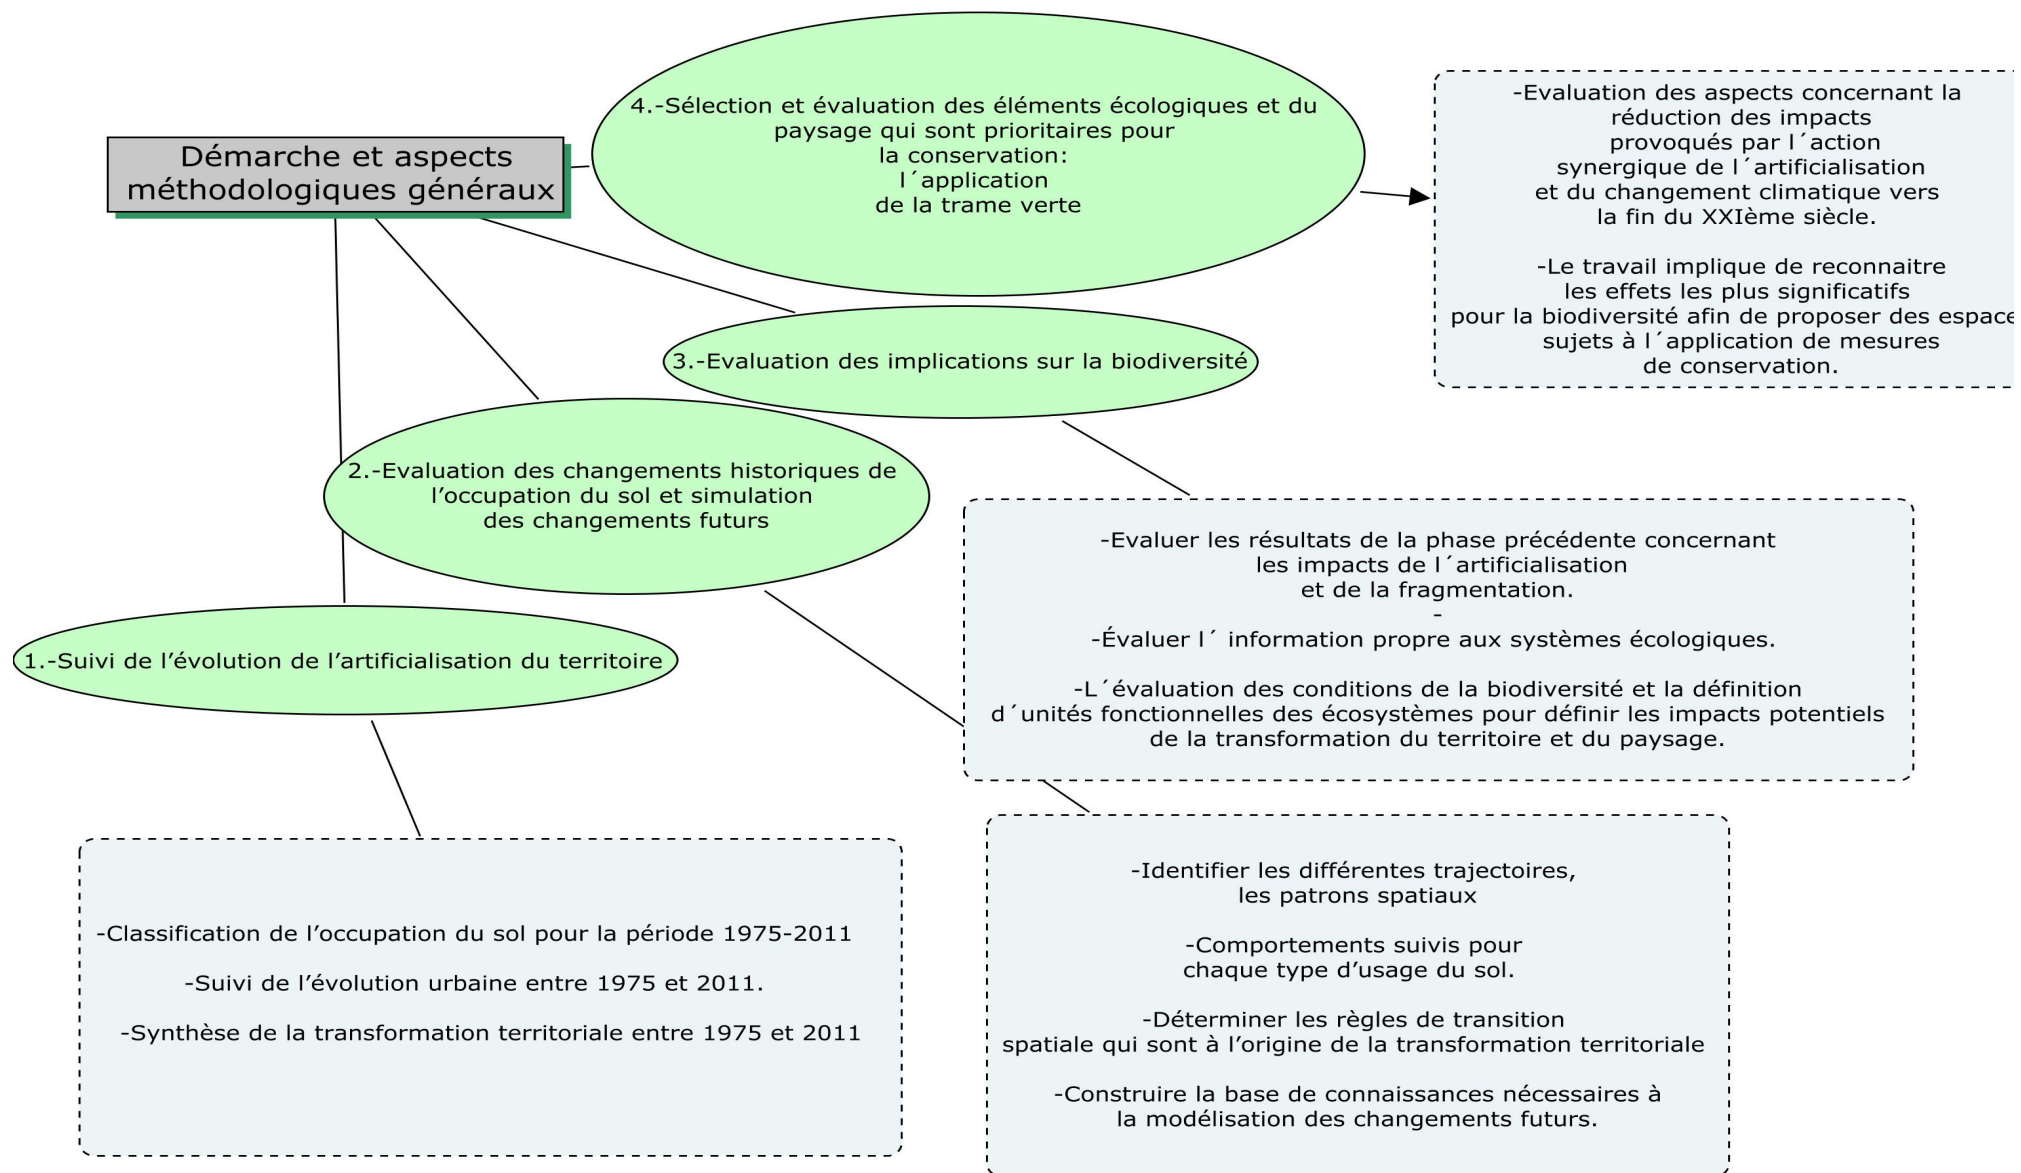 Démarche et aspects
méthodologiques généraux
4.-Sélection et évaluation des éléments écologiques et du
paysage qui sont prioritaires pour
la conservation:
l´application
de la trame verte
-Evaluation des aspects concernant la
réduction des impacts
provoqués par l´action
synergique de l´artificialisation
et du changement climatique vers
la fin du XXIème siècle.
-Le travail implique de reconnaitre
les effets les plus significatifs
pour la biodiversité afin de proposer des espace
sujets à l´application de mesures
de conservation.
3.-Evaluation des implications sur la biodiversité
2.-Evaluation des changements historiques de
l’occupation du sol et simulation
des changements futurs
-Evaluer les résultats de la phase précédente concernant
les impacts de l´artificialisation
et de la fragmentation.
-
-Évaluer l´ information propre aux systèmes écologiques.
-L´évaluation des conditions de la biodiversité et la définition
d´unités fonctionnelles des écosystèmes pour définir les impacts potentiels
de la transformation du territoire et du paysage.
1.-Suivi de l’évolution de l’artificialisation du territoire
-Classification de l’occupation du sol pour la période 1975-2011
-Suivi de l’évolution urbaine entre 1975 et 2011.
-Synthèse de la transformation territoriale entre 1975 et 2011
-Identifier les différentes trajectoires,
les patrons spatiaux
-Comportements suivis pour
chaque type d’usage du sol.
-Déterminer les règles de transition
spatiale qui sont à l’origine de la transformation territoriale
-Construire la base de connaissances nécessaires à
la modélisation des changements futurs.